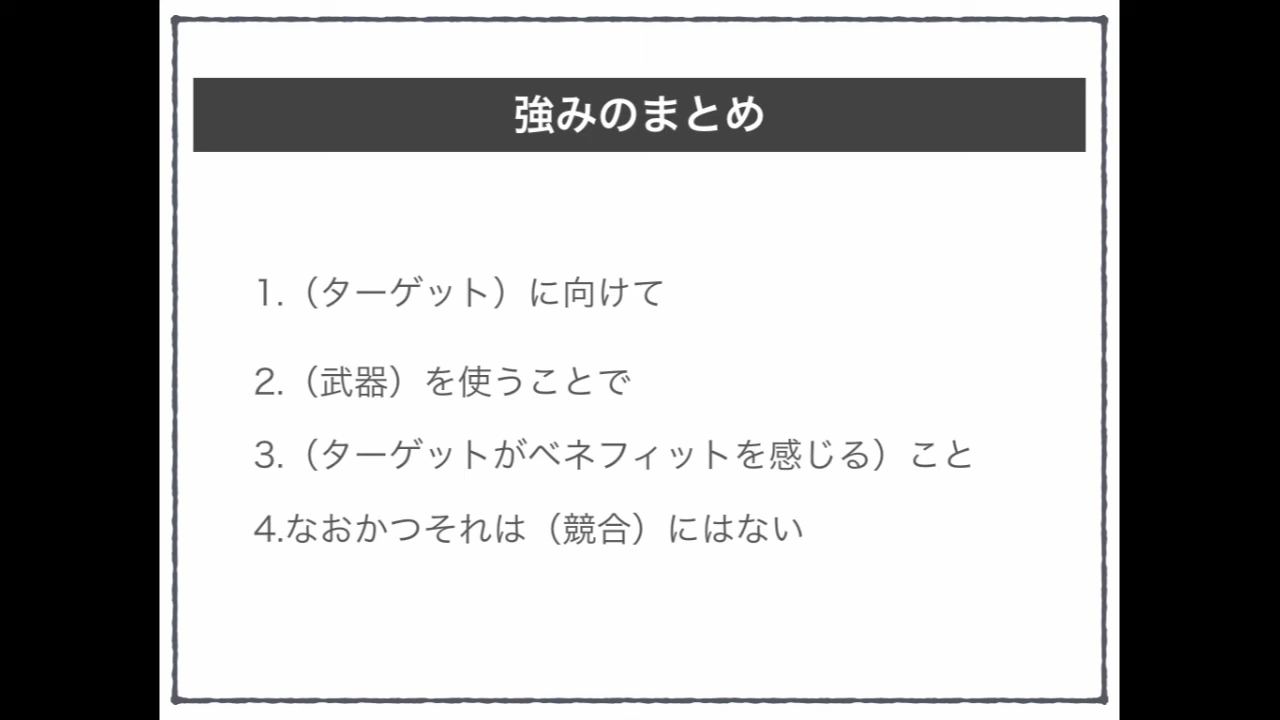 強みのまとめ
1.（ターゲット）に向けて
2.（武器）を使うことで
3.（ターゲットがベネフィットを感じる）こと
4.なおかつそれは（競合）にはない